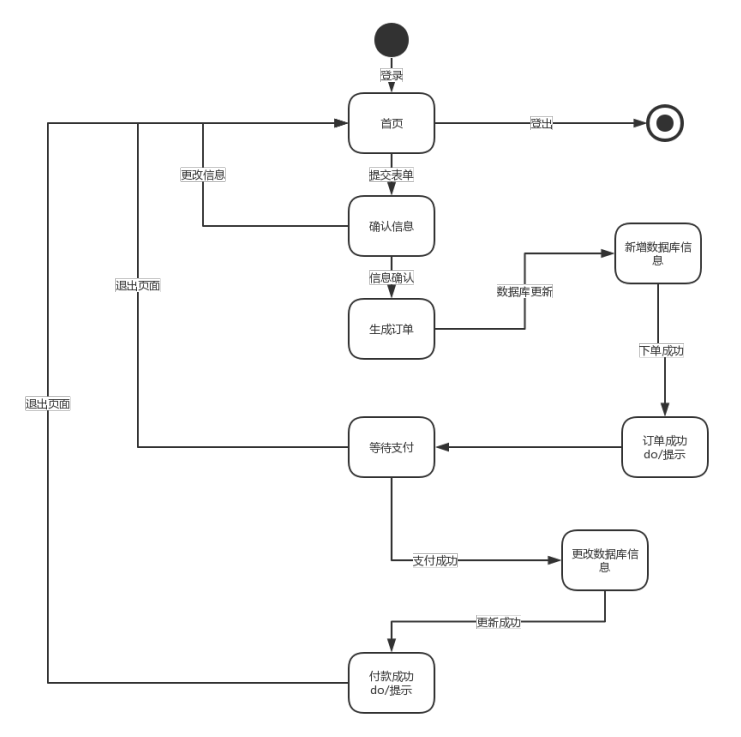 登录
首页
登出
更改信息
提交表单
确认信息
新增数据库信
息
信息确认
退出页面
数据库更新
生成订单
下单成功
退出页面
等待支付
订单成功
do/提示
支付成功
更改数据库信
息
更新成功
付款成功
do/提示